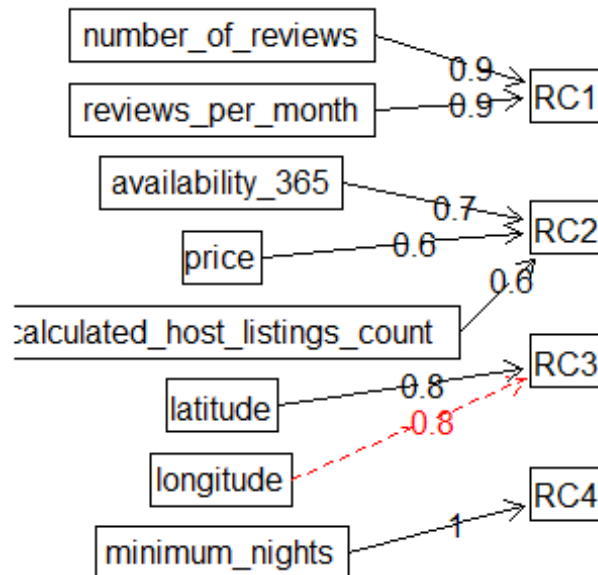 number_of_reviews
0.9
RC1
reviews_per_month
0.9
availability_365
0.7
RC2
price
0.6
0.6
calculated_host_listings_count
RC3
latitude
0.8
-0.8
longitude
RC4
minimum_nights
1